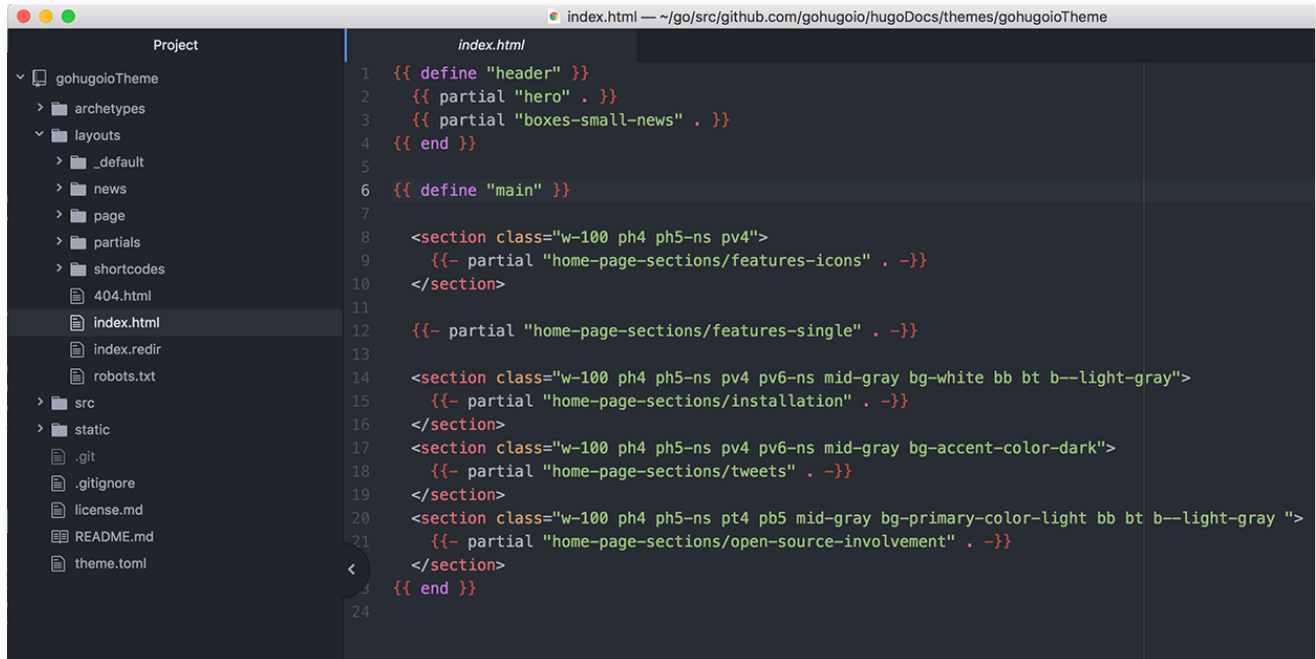 index.html — ~/go/src/github.com/gohugoio/hugoDocs/themes/gohugoioTheme
Project
gohugoioTheme
archetypes
layouts
_default
news
page
partials
shortcodes
404.html
index.html
index.redir
robots.txt
src
static
.git
.gitignore
license.md
README.md
theme.toml
index.html
1 {{ define "header" }}
2 {{ partial "hero" . }}
3 {{ partial "boxes-small-news" . }}
4 {{ end }}
5
6 {{ define "main" }}
7
8 <section class="w-100 ph4 ph5-ns pv4">
9 {{- partial "home-page-sections/features-icons" . -}}
10 </section>
11
12 {{- partial "home-page-sections/features-single" . -}}
13
14 <section class="w-100 ph4 ph5-ns pv4 pv6-ns mid-gray bg-white bb bt b--light-gray">
15 {{- partial "home-page-sections/installation" . -}}
16 </section>
17 <section class="w-100 ph4 ph5-ns pv4 pv6-ns mid-gray bg-accent-color-dark">
18 {{- partial "home-page-sections/tweets" . -}}
19 </section>
20 <section class="w-100 ph4 ph5-ns pt4 pb5 mid-gray bg-primary-color-light bb bt b--light-gray ">
21 {{- partial "home-page-sections/open-source-involvement" . -}}
</section>
3 {{ end }}
24